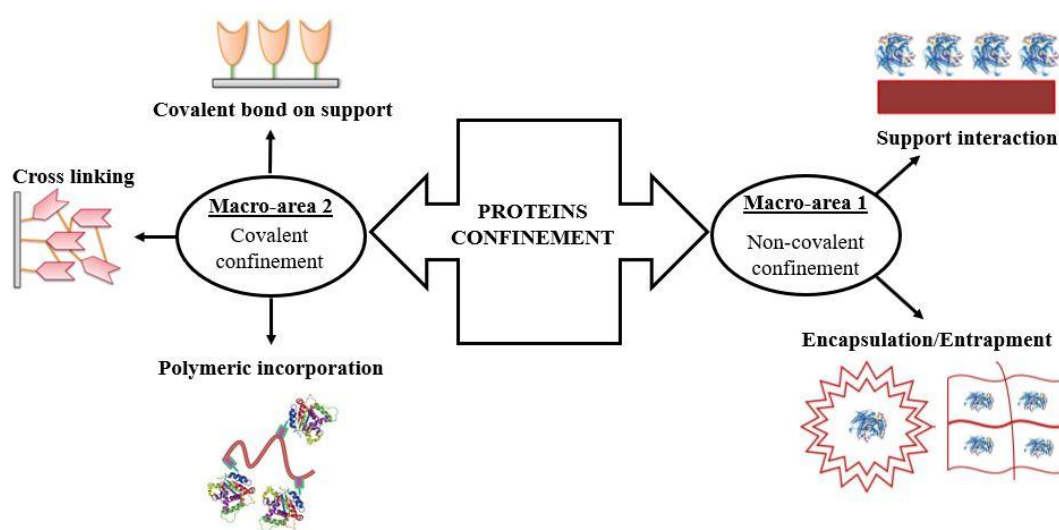 Covalent bond on support
Support interaction
Cross linking
Macro-area 2
Covalent
confinement
PROTEINS
CONFINEMENT
Macro-area 1
Non-covalent
confinement
Polymeric incorporation
Encapsulation/Entrapment